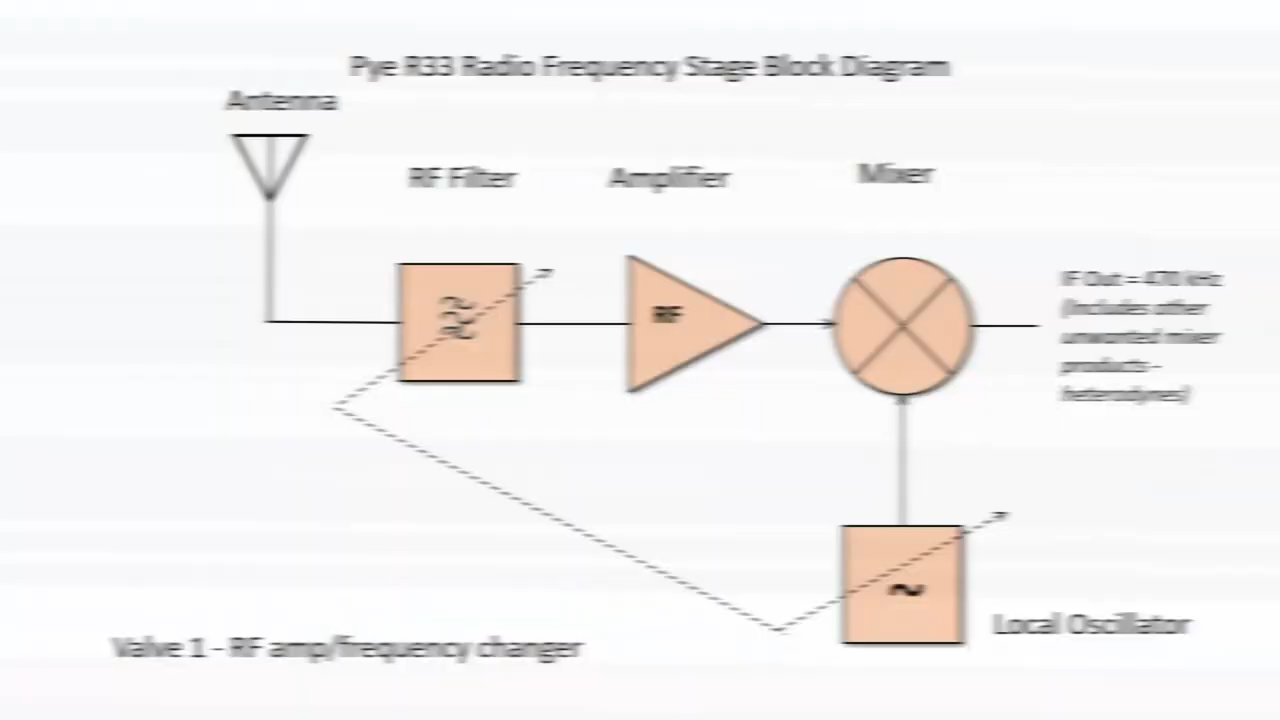 Pye R33 Radio Frequency Stage Block Diagram
Antenna
RF Filter
Amplifier
Mixer
RF
IF Out = 470 kHz
(Includes other
unwanted mixer
products -
heterodynes)
~
Local Oscillator
Valve 1 - RF amp/frequency changer